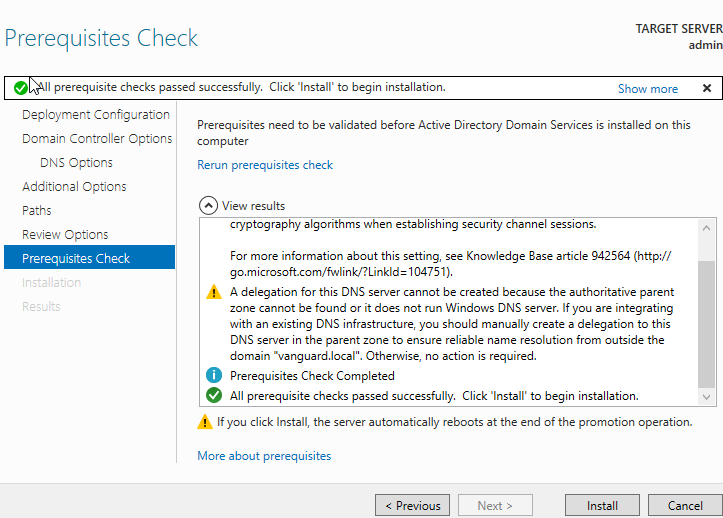 Prerequisites Check
TARGET SERVER
admin
All prerequisite checks passed successfully.  Click 'Install' to begin installation.
Show more
Deployment Configuration
Domain Controller Options
DNS Options
Additional Options
Paths
Review Options
Prerequisites Check
Installation
Results
Prerequisites need to be validated before Active Directory Domain Services is installed on this
computer
Rerun prerequisites check
View results
cryptography algorithms when establishing security channel sessions.
For more information about this setting, see Knowledge Base article 942564 (http://
go.microsoft.com/fwlink/?LinkId=104751).
A delegation for this DNS server cannot be created because the authoritative parent
zone cannot be found or it does not run Windows DNS server. If you are integrating
with an existing DNS infrastructure, you should manually create a delegation to this
DNS server in the parent zone to ensure reliable name resolution from outside the
domain "vanguard.local". Otherwise, no action is required.
Prerequisites Check Completed
All prerequisite checks passed successfully.  Click 'Install' to begin installation.
If you click Install, the server automatically reboots at the end of the promotion operation.
More about prerequisites
< Previous
Next >
Install
Cancel